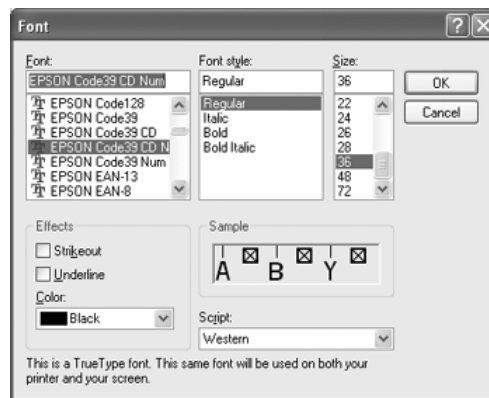 Font
Font:
EPSON Code39 CD Num
EPSON Code128
EPSON Code39
EPSON Code39 CD
EPSON Code39 CD N
EPSON Code39 Num
EPSON EAN-13
EPSON EAN-8
Font style:
Regular
Regular
Italic
Bold
Bold Italic
Size:
36
22
24
26
28
36
48
72
OK
Cancel
Effects
Strikeout
Underline
Color:
Black
Sample
A B Y
Script:
Western
This is a TrueType font. This same font will be used on both your
printer and your screen.